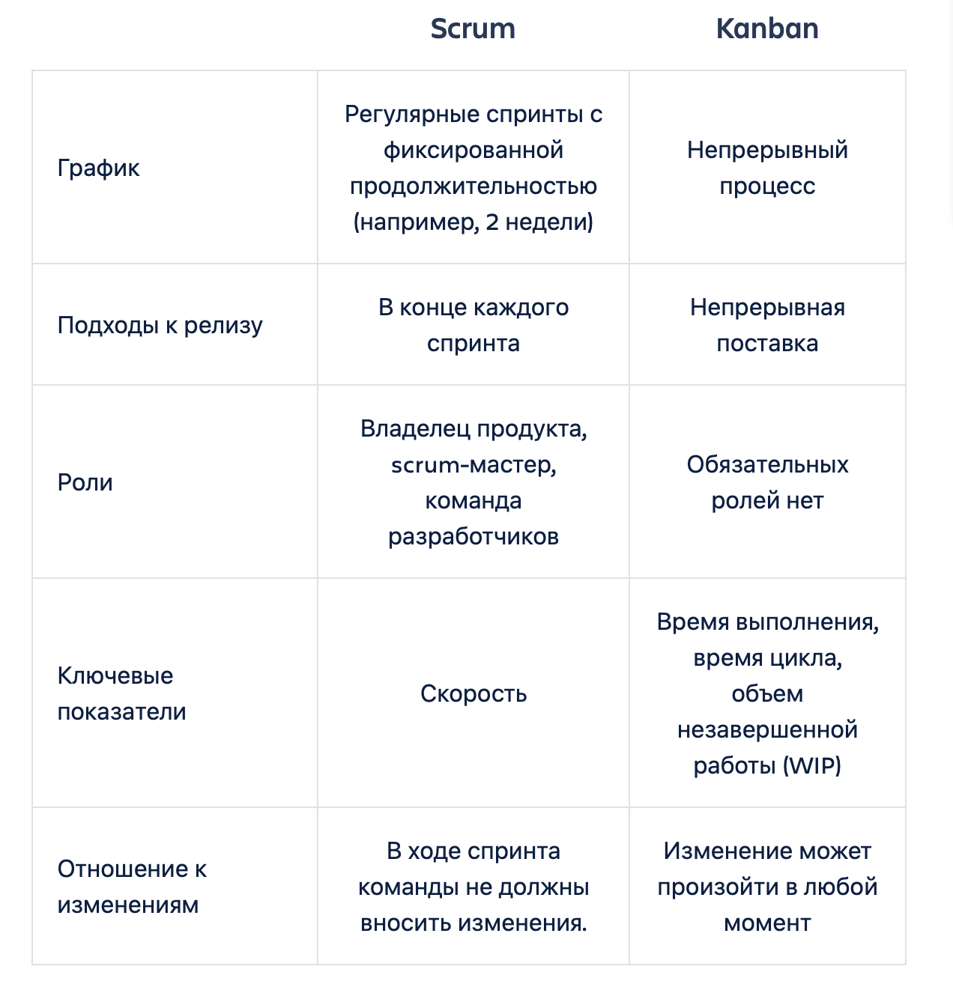 Scrum
Kanban
График
Регулярные спринты с
фиксированной
продолжительностью
(например, 2 недели)
Непрерывный
процесс
Подходы к релизу
В конце каждого
спринта
Непрерывная
поставка
Роли
Владелец продукта,
scrum-мастер,
команда
разработчиков
Обязательных
ролей нет
Ключевые
показатели
Скорость
Время выполнения,
время цикла,
объем
незавершенной
работы (WIP)
Отношение к
изменениям
В ходе спринта
команды не должны
вносить изменения.
Изменение может
произойти в любой
момент